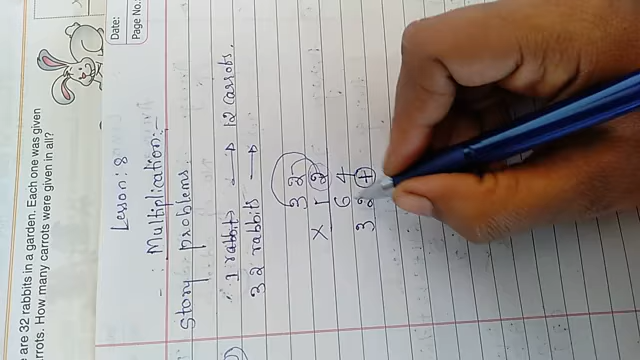 are 32 rabbits in a garden. Each one was given
rrots. How many carrots were given in all?
Date:
Page No.
Lesson: 8
-: Multiplication:-
Story problems.
1 rabbit → 12 carrots.
32 rabbits →
32
× 12
64
32+